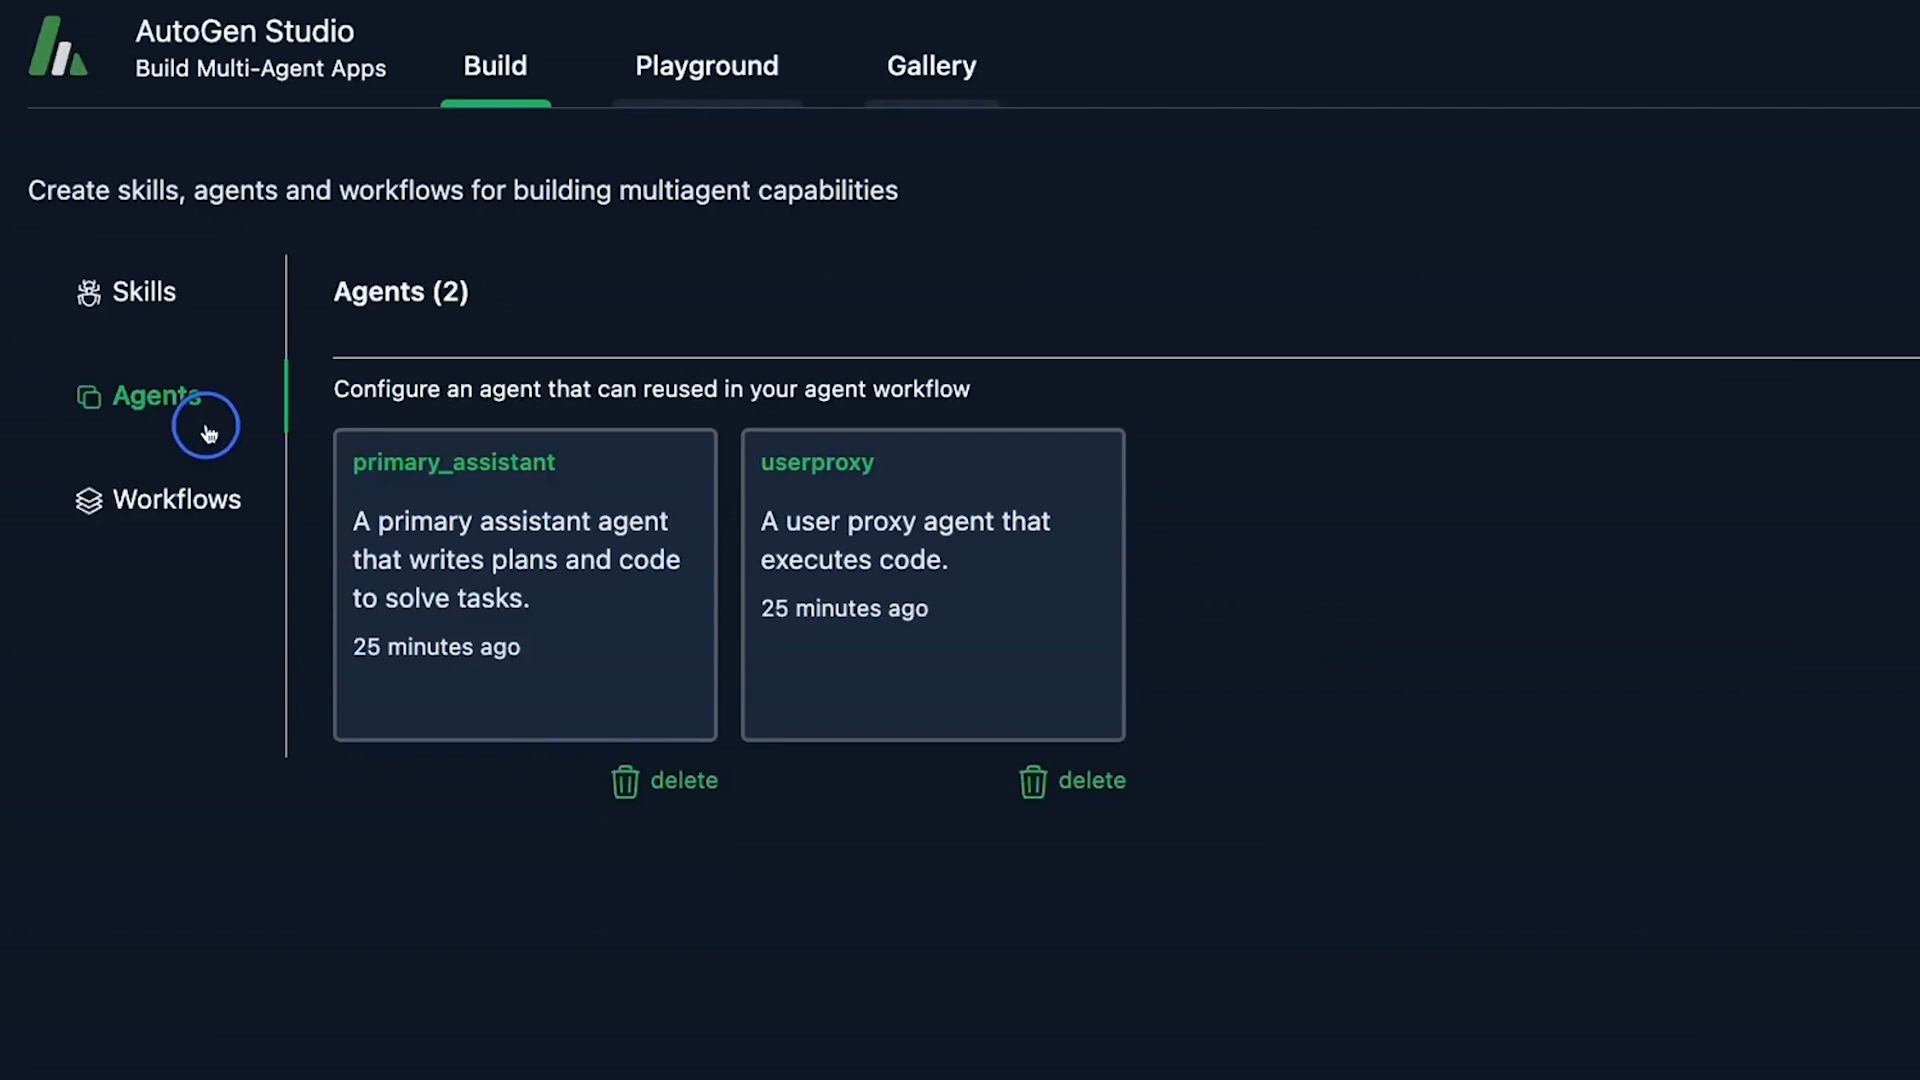 AutoGen Studio
Build Multi-Agent Apps
Build
Playground
Gallery
Create skills, agents and workflows for building multiagent capabilities
Skills
Agents
Workflows
Agents (2)
Configure an agent that can reused in your agent workflow
primary_assistant
A primary assistant agent
that writes plans and code
to solve tasks.
25 minutes ago
delete
userproxy
A user proxy agent that
executes code.
25 minutes ago
delete